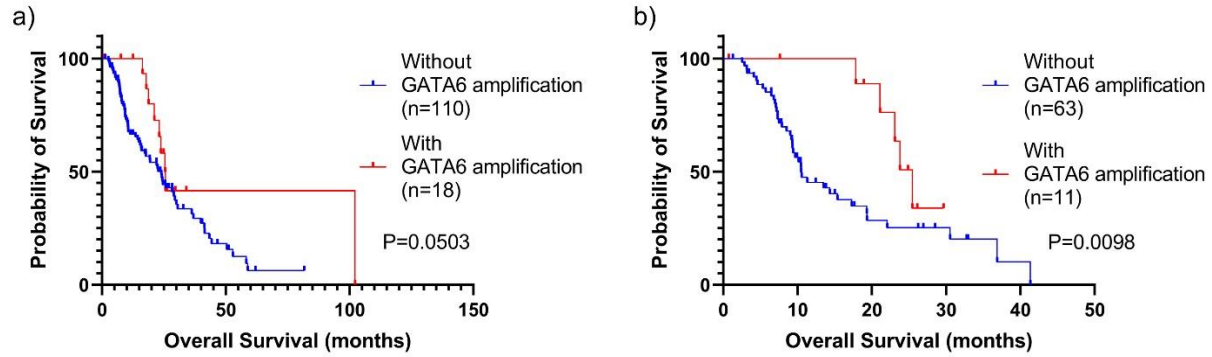 a)
Probability of Survival
100
50
0
0
50
100
150
Overall Survival (months)
Without
GATA6 amplification
(n=110)
With
GATA6 amplification
(n=18)
P=0.0503
b)
Probability of Survival
100
50
0
0
10
20
30
40
50
Overall Survival (months)
Without
GATA6 amplification
(n=63)
With
GATA6 amplification
(n=11)
P=0.0098